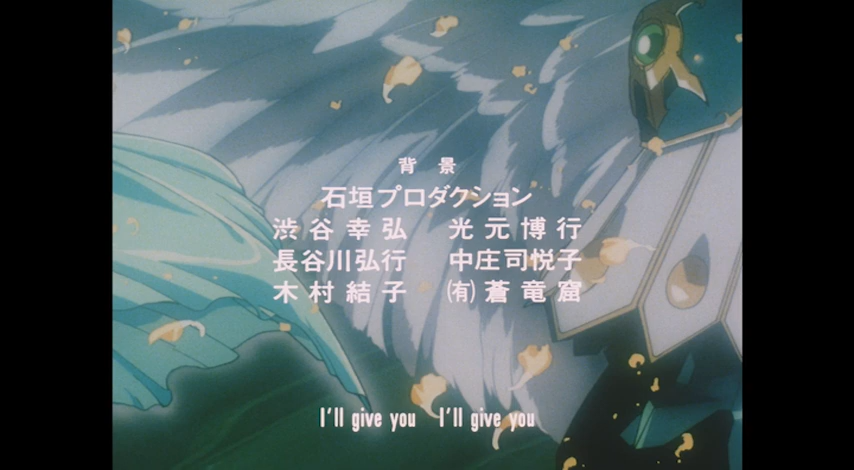 背景
石垣プロダクション
渋谷幸弘 光元博行
長谷川弘行 中庄司悦子
木村結子 (有)蒼竜窟
I'll give you I'll give you